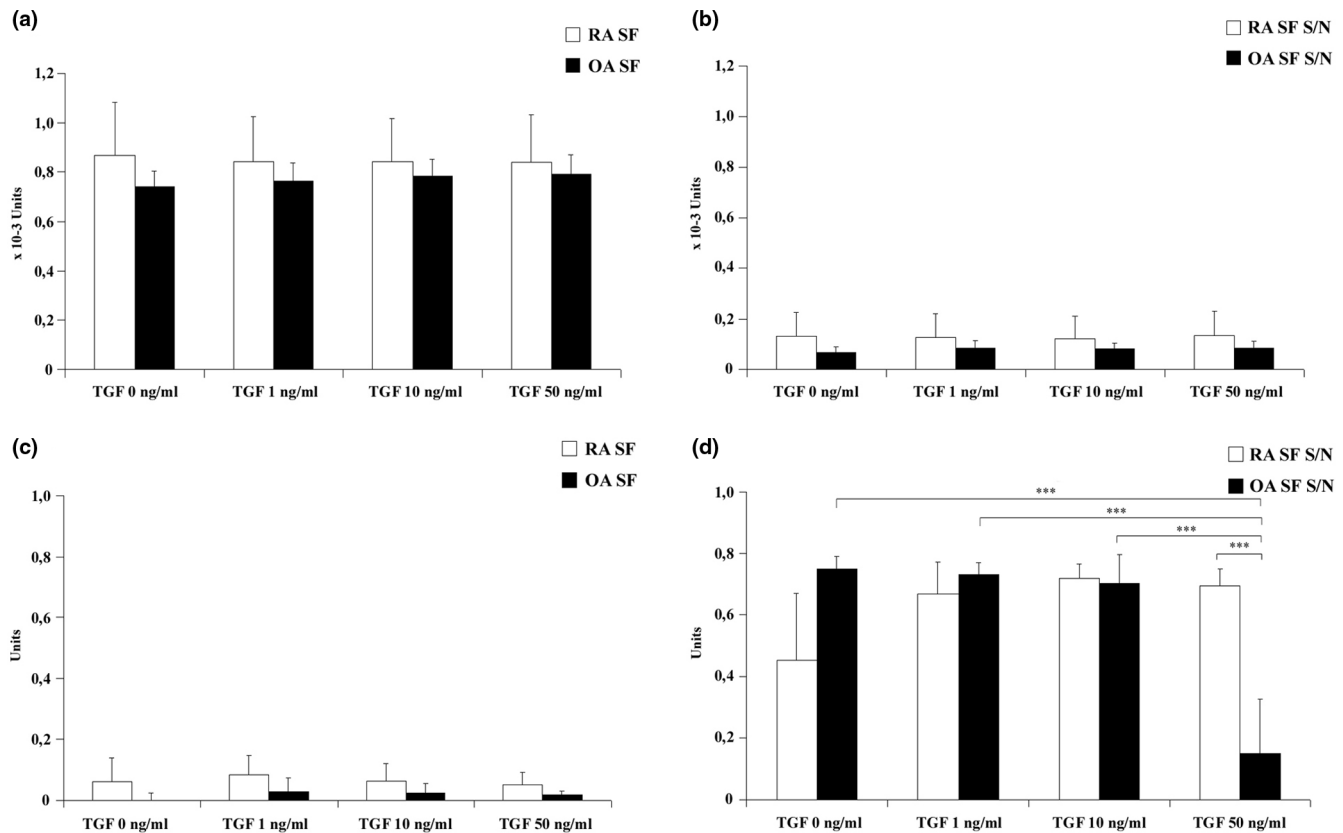 (a)
RA SF
OA SF
1,2
1,0
0,8
0,6
0,4
0,2
0
x 10-3 Units
TGF 0 ng/ml
TGF 1 ng/ml
TGF 10 ng/ml
TGF 50 ng/ml
(b)
RA SF S/N
OA SF S/N
1,2
1,0
0,8
0,6
0,4
0,2
0
x 10-3 Units
TGF 0 ng/ml
TGF 1 ng/ml
TGF 10 ng/ml
TGF 50 ng/ml
(c)
RA SF
OA SF
1,0
0,8
0,6
0,4
0,2
0
Units
TGF 0 ng/ml
TGF 1 ng/ml
TGF 10 ng/ml
TGF 50 ng/ml
(d)
RA SF S/N
OA SF S/N
1,0
0,8
0,6
0,4
0,2
0
Units
***
***
***
***
TGF 0 ng/ml
TGF 1 ng/ml
TGF 10 ng/ml
TGF 50 ng/ml